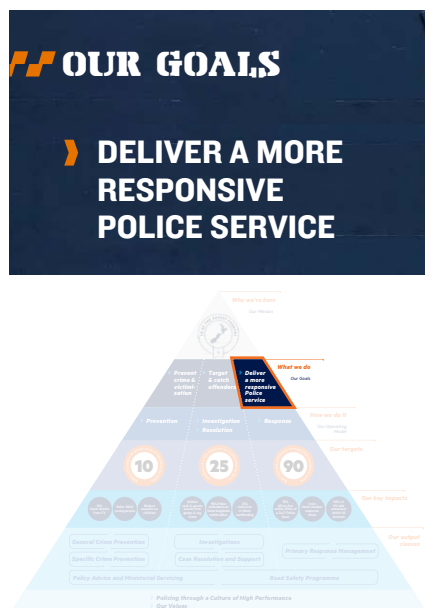 OUR GOALS
DELIVER A MORE
RESPONSIVE
POLICE SERVICE
Why we're here
Our Mission
Prevent
crime &
victimi-
sation
Target
& catch
offenders
Deliver
a more
responsive
Police
service
What we do
Our Goals
How we do it
Our Operating
Model
Prevention
Investigation
Resolution
Response
Our targets
10
25
90
Our key impacts
Our output
classes
General Crime Prevention
Investigations
Primary Response Management
Specific Crime Prevention
Case Resolution and Support
Policy Advice and Ministerial Servicing
Road Safety Programme
Policing through a Culture of High Performance
Our Values